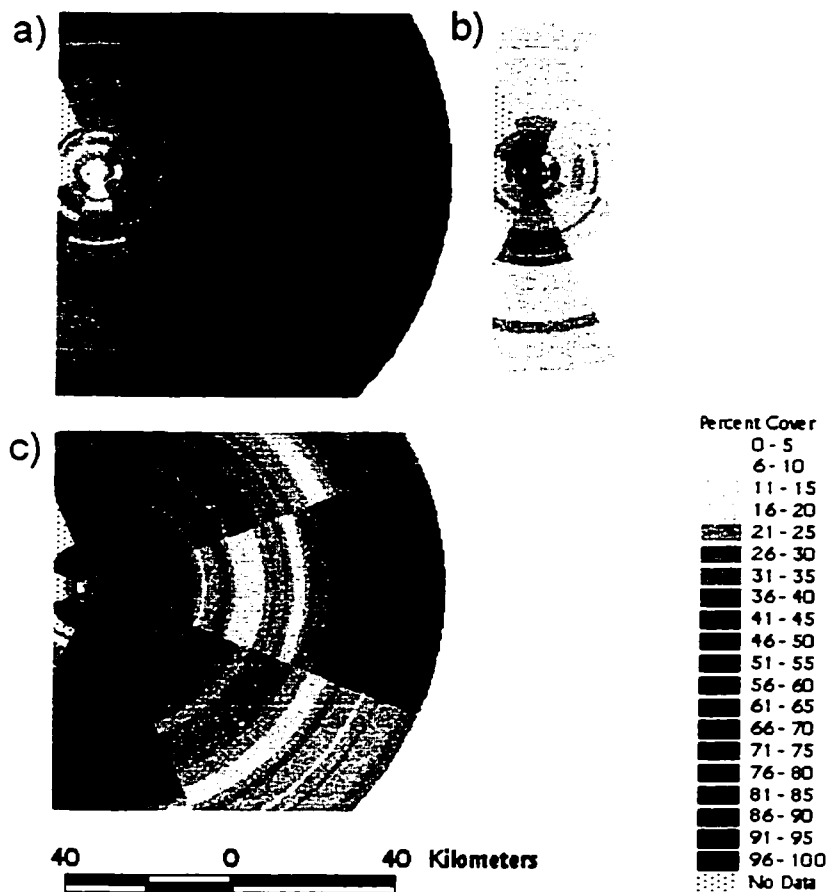 a)
b)
c)
Percent Cover
0 - 5
6 - 10
11 - 15
16 - 20
21 - 25
26 - 30
31 - 35
36 - 40
41 - 45
46 - 50
51 - 55
56 - 60
61 - 65
66 - 70
71 - 75
76 - 80
81 - 85
86 - 90
91 - 95
96 - 100
No Data
40 0 40 Kilometers